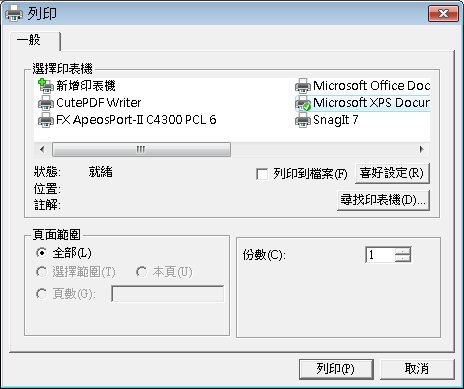 列印
一般
選擇印表機
新增印表機
Microsoft Office Doc
CutePDF Writer
Microsoft XPS Docum
FX ApeosPort-II C4300 PCL 6
SnagIt 7
狀態: 就緒
列印到檔案(F)
喜好設定(R)
位置:
註解:
尋找印表機(D)...
頁面範圍
全部(L)
選擇範圍(T)
本頁(U)
頁數(G):
份數(C): 1
列印(P)
取消